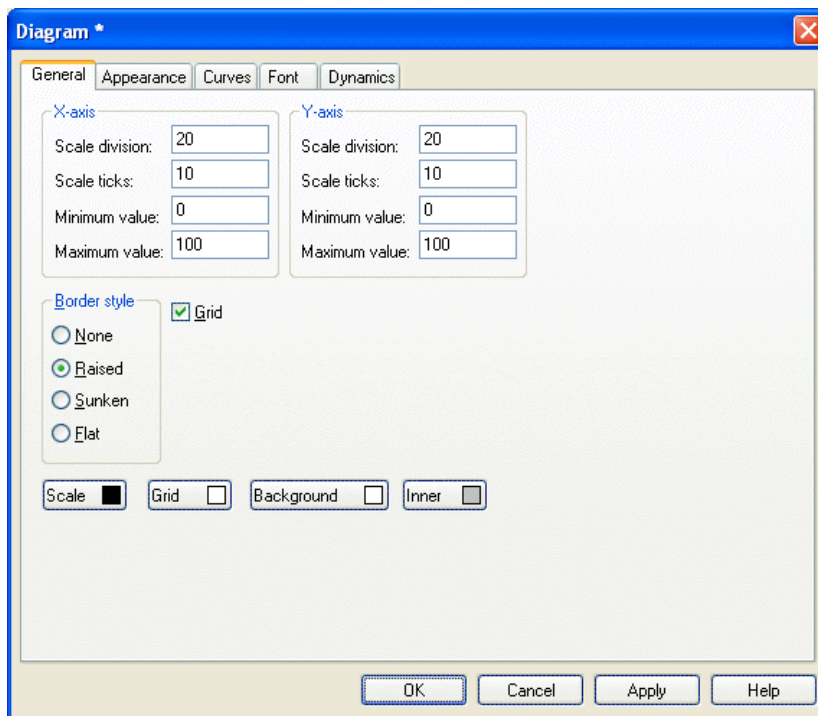 Diagram *
General Appearance Curves Font Dynamics
X-axis Y-axis
Scale division: 20 Scale division: 20
Scale ticks: 10 Scale ticks: 10
Minimum value: 0 Minimum value: 0
Maximum value: 100 Maximum value: 100
Border style Grid
None
Raised
Sunken
Flat
Scale Grid Background Inner
OK Cancel Apply Help